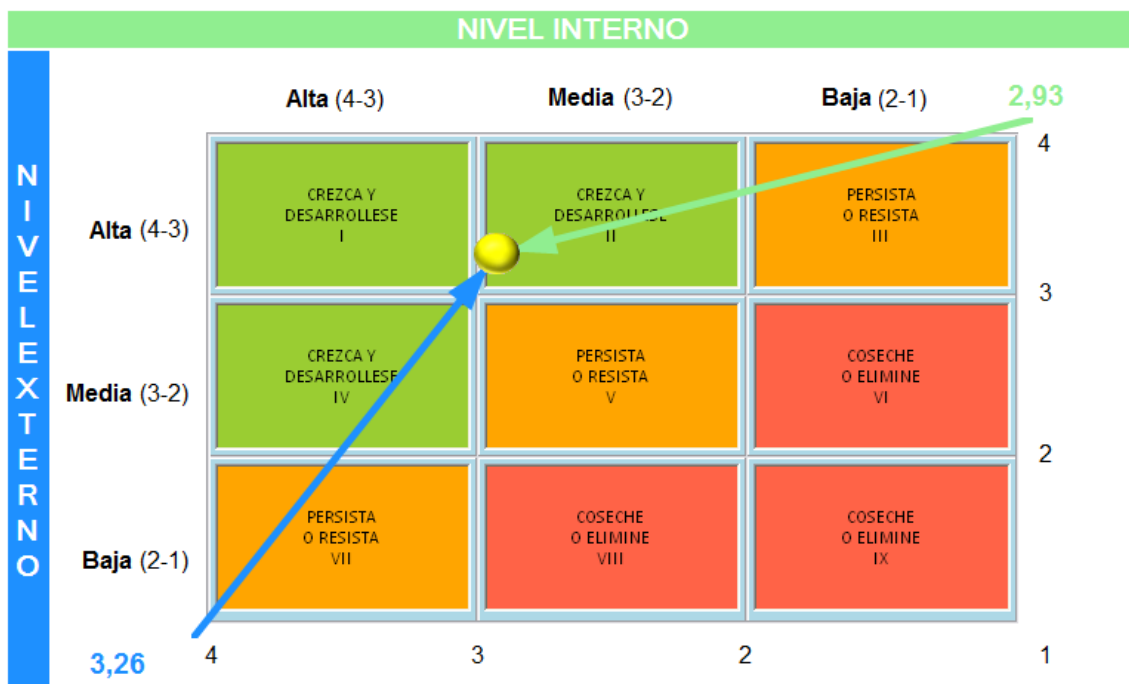 NIVEL INTERNO
NIVEL EXTERNO
Alta (4-3)
Media (3-2)
Baja (2-1)
2,93
4
Alta (4-3)
CREZCA Y
DESARROLLESE
I
CREZCA Y
DESARROLLESE
II
PERSISTA
O RESISTA
III
3
Media (3-2)
CREZCA Y
DESARROLLESE
IV
PERSISTA
O RESISTA
V
COSECHE
O ELIMINE
VI
2
Baja (2-1)
PERSISTA
O RESISTA
VII
COSECHE
O ELIMINE
VIII
COSECHE
O ELIMINE
IX
3,26
4
3
2
1